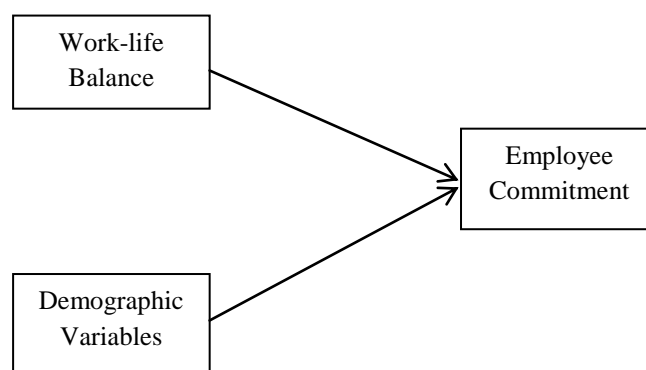 Work-life
Balance
Employee
Commitment
Demographic
Variables